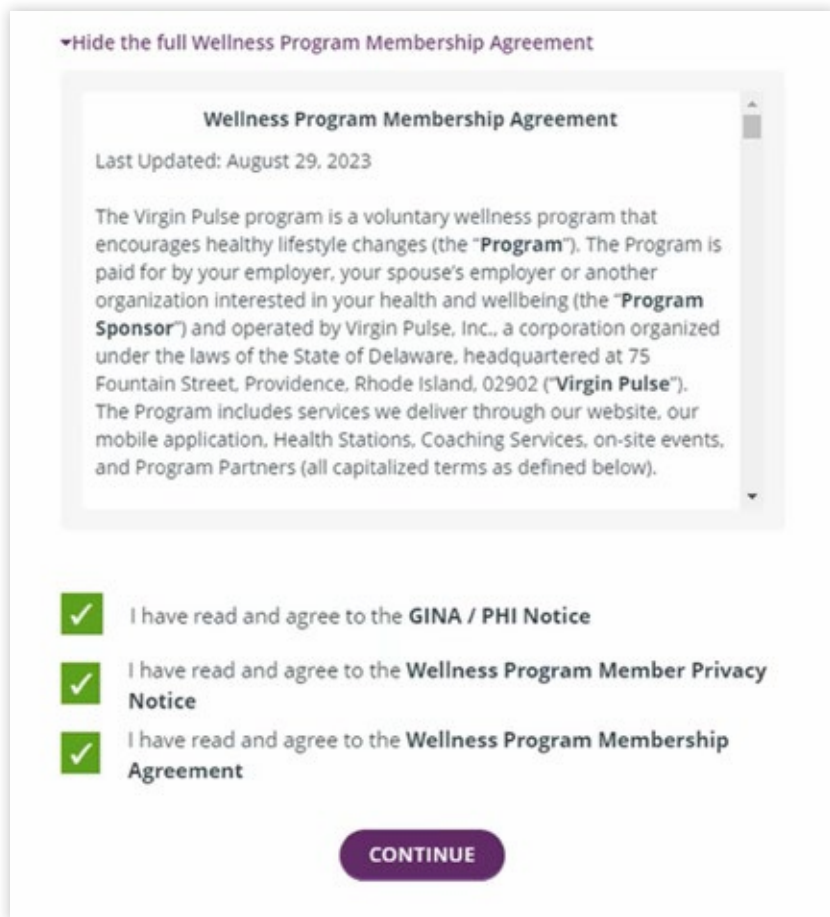 Hide the full Wellness Program Membership Agreement
Wellness Program Membership Agreement
Last Updated: August 29, 2023
The Virgin Pulse program is a voluntary wellness program that
encourages healthy lifestyle changes (the “Program”). The Program is
paid for by your employer, your spouse’s employer or another
organization interested in your health and wellbeing (the “Program
Sponsor”) and operated by Virgin Pulse, Inc., a corporation organized
under the laws of the State of Delaware, headquartered at 75
Fountain Street, Providence, Rhode Island, 02902 (“Virgin Pulse”).
The Program includes services we deliver through our website, our
mobile application, Health Stations, Coaching Services, on-site events,
and Program Partners (all capitalized terms as defined below).
I have read and agree to the GINA / PHI Notice
I have read and agree to the Wellness Program Member Privacy
Notice
I have read and agree to the Wellness Program Membership
Agreement
CONTINUE